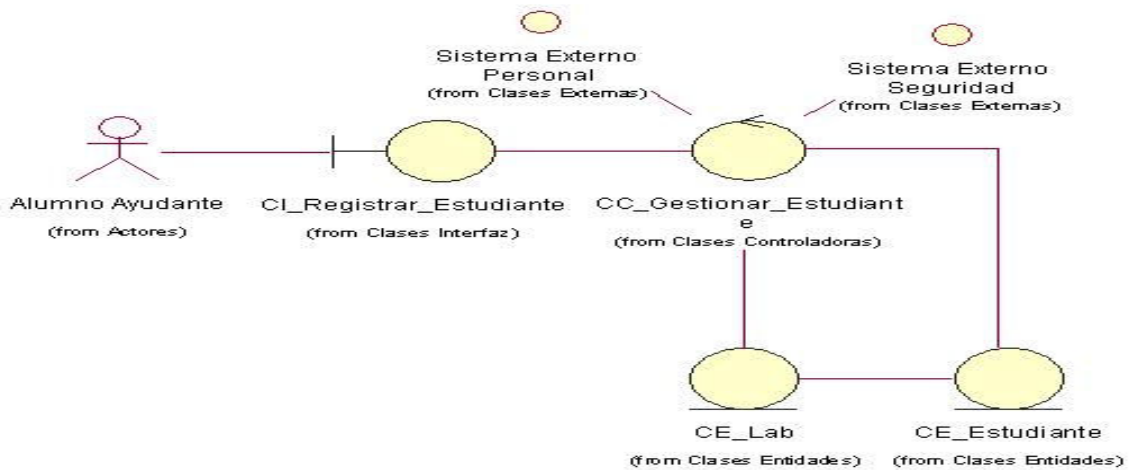 Sistema Externo
Personal
(from Clases Externas)
Sistema Externo
Seguridad
(from Clases Externas)
Alumno Ayudante
(from Actores)
CI_Registrar_Estudiante
(from Clases Interfaz)
CC_Gestionar_Estudiant
e
(from Clases Controladoras)
CE_Lab
(from Clases Entidades)
CE_Estudiante
(from Clases Entidades)